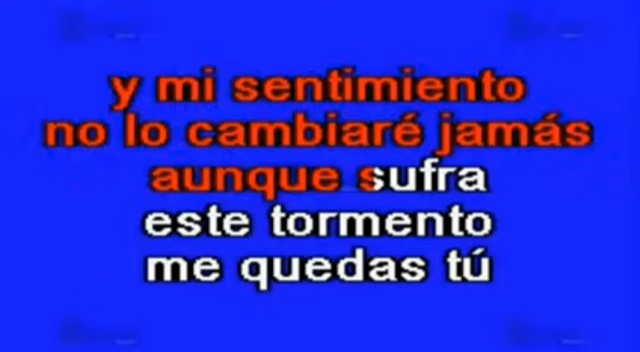 y mi sentimiento
no lo cambiaré jamás
aunque sufra
este tormento
me quedas tú